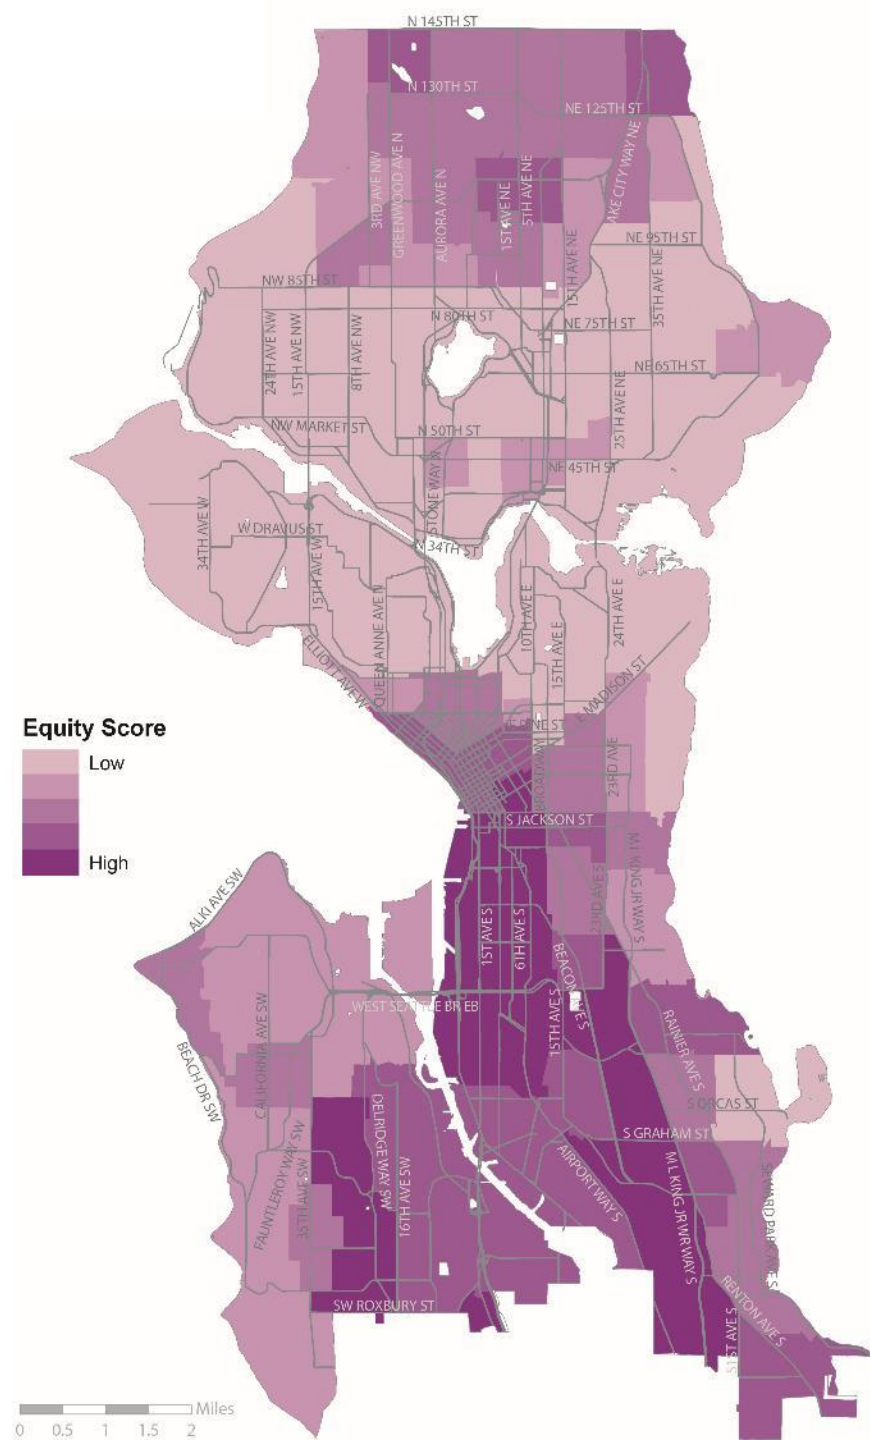 N 145TH ST
N 130TH ST
NE 125TH ST
3RD AVE NW
GREENWOOD AVE N
AURORA AVE N
1ST AVE NE
5TH AVE NE
15TH AVE NE
AKE CITY WAY NE
NE 95TH ST
35TH AVE NE
NW 85TH ST
N 80TH ST
NE 75TH ST
24TH AVE NW
15TH AVE NW
8TH AVE NW
NE 65TH ST
25TH AVE NE
NW MARKET ST
N 50TH ST
NE 45TH ST
STONE WAY N
34TH AVE W
W DRAVUS ST
N 34TH ST
15TH AVE W
QUEEN ANNE AVE N
10TH AVE E
15TH AVE E
24TH AVE E
ELLIOTT AVE W
E MADISON ST
E PINE ST
BROADWAY
23RD AVE
Equity Score
Low
High
S JACKSON ST
M L KING JR WAY S
23RD AVE S
ALKI AVE SW
1ST AVE S
6TH AVE S
BEACON AVE S
15TH AVE S
WEST SEATTLE BR EB
CALIFORNIA AVE SW
RAINIER AVE S
BEACH DR SW
S ORCAS ST
DELRIDGE WAY SW
S GRAHAM ST
FAUNTLEROY WAY SW
35TH AVE SW
16TH AVE SW
AIRPORT WAY S
M L KING JR WR WAY S
SEWARD PARK AVE S
RENTON AVE S
SW ROXBURY ST
51ST AVE S
Miles
0 0.5 1 1.5 2